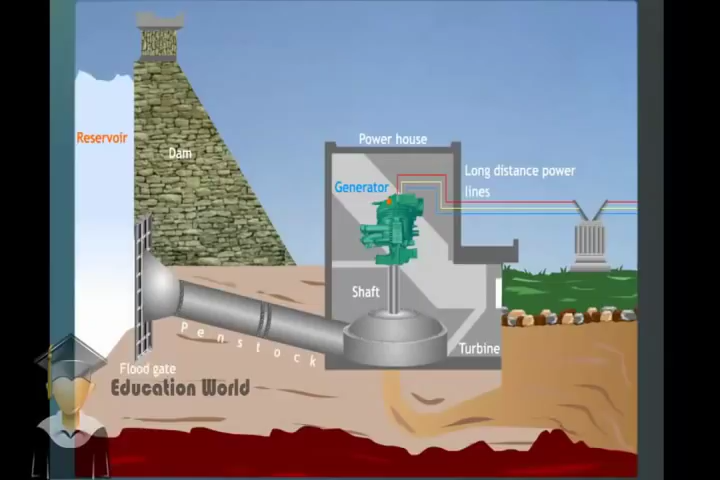 Power house
Reservoir
Dam
Long distance power
lines
Generator
Shaft
Penstock
Turbine
Flood gate
Education World